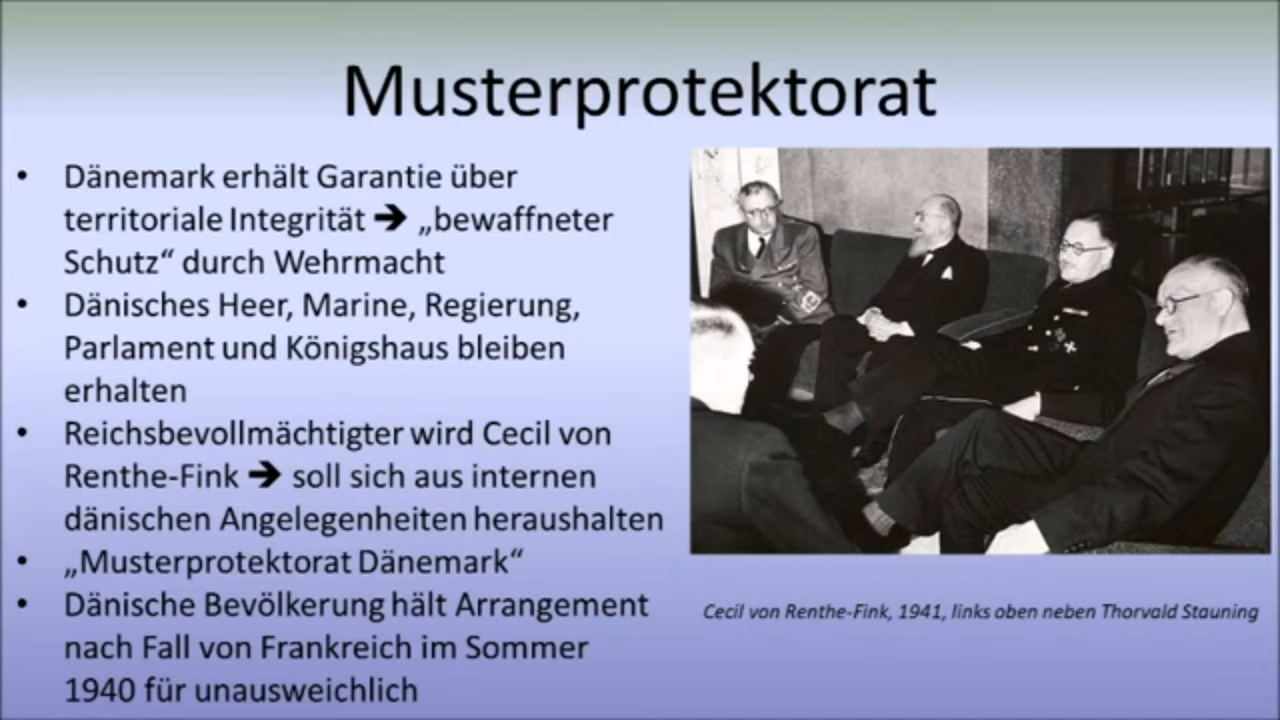 Musterprotektorat
• Dänemark erhält Garantie über
territoriale Integrität ➔ „bewaffneter
Schutz“ durch Wehrmacht
• Dänisches Heer, Marine, Regierung,
Parlament und Königshaus bleiben
erhalten
• Reichsbevollmächtigter wird Cecil von
Renthe-Fink ➔ soll sich aus internen
dänischen Angelegenheiten heraushalten
• „Musterprotektorat Dänemark“
• Dänische Bevölkerung hält Arrangement
nach Fall von Frankreich im Sommer
1940 für unausweichlich
Cecil von Renthe-Fink, 1941, links oben neben Thorvald Stauning